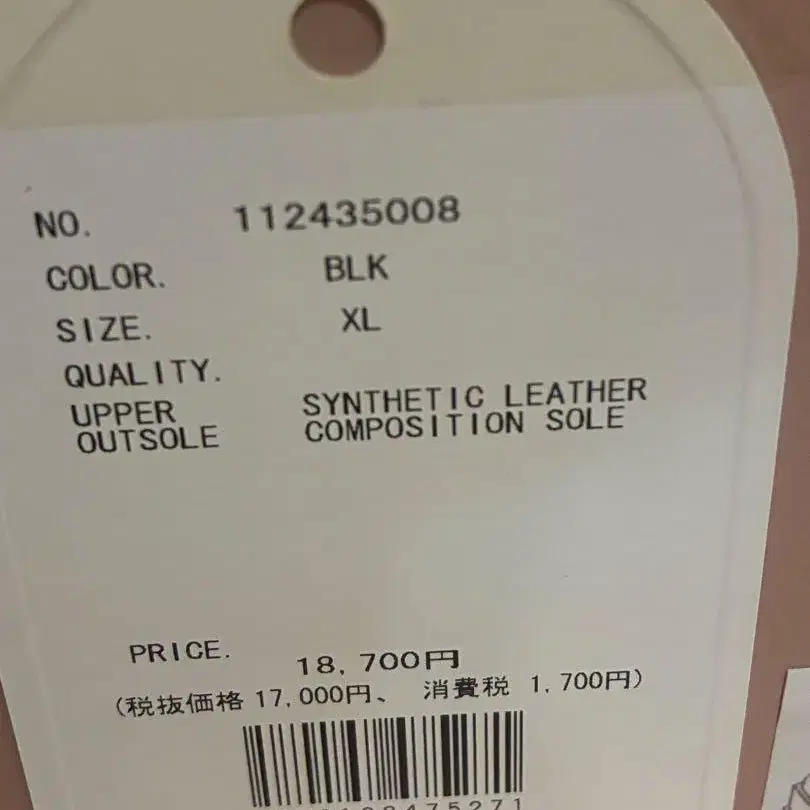 NO. 112435008
COLOR. BLK
SIZE. XL
QUALITY.
UPPER SYNTHETIC LEATHER
OUTSOLE COMPOSITION SOLE
PRICE. 18,700円
(税抜価格 17,000円、 消費税 1,700円)